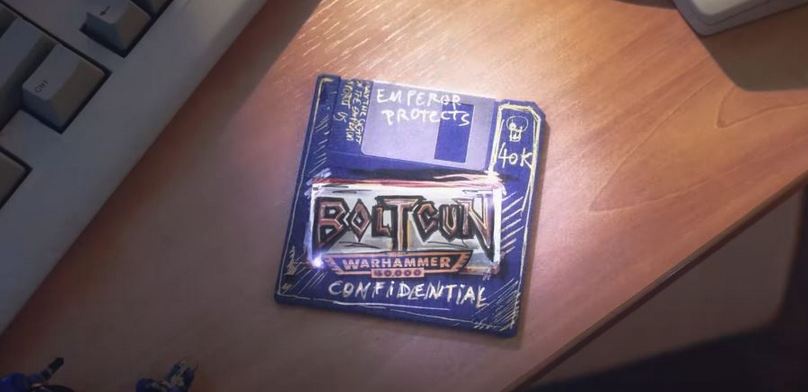 EMPEROR
PROTECTS
40K
BOLTGUN
WARHAMMER
40,000
CONFIDENTIAL